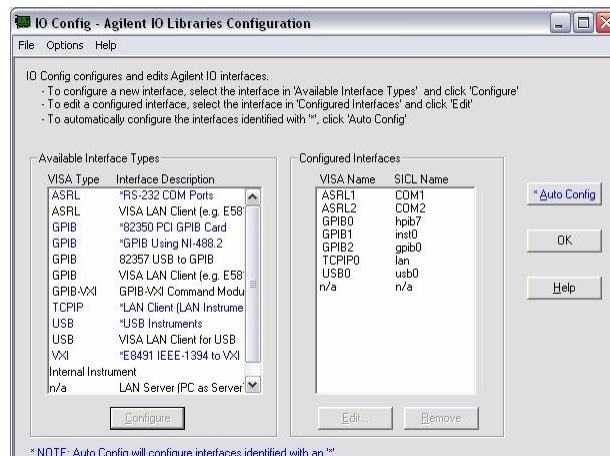 IO Config - Agilent IO Libraries Configuration
File Options Help
IO Config configures and edits Agilent IO interfaces.
- To configure a new interface, select the interface in 'Available Interface Types' and click 'Configure'
- To edit a configured interface, select the interface in 'Configured Interfaces' and click 'Edit'
- To automatically configure the interfaces identified with '*', click 'Auto Config'
Available Interface Types
VISA Type Interface Description
ASRL *RS-232 COM Ports
ASRL VISA LAN Client (e.g. E58
GPIB *82350 PCI GPIB Card
GPIB *GPIB Using NI-488.2
GPIB 82357 USB to GPIB
GPIB VISA LAN Client (e.g. E58
GPIB-VXI GPIB-VXI Command Modu
TCPIP *LAN Client (LAN Instrume
USB *USB Instruments
USB VISA LAN Client for USB
VXI *E8491 IEEE-1394 to VXI
Internal Instrument
n/a LAN Server (PC as Server
Configure
Configured Interfaces
VISA Name SICL Name
ASRL1 COM1
ASRL2 COM2
GPIB0 hpib7
GPIB1 inst0
GPIB2 gpib0
TCPIP0 lan
USB0 usb0
n/a n/a
Edit... Remove
* Auto Config
OK
Help
* NOTE: Auto Config will configure interfaces identified with an '*'